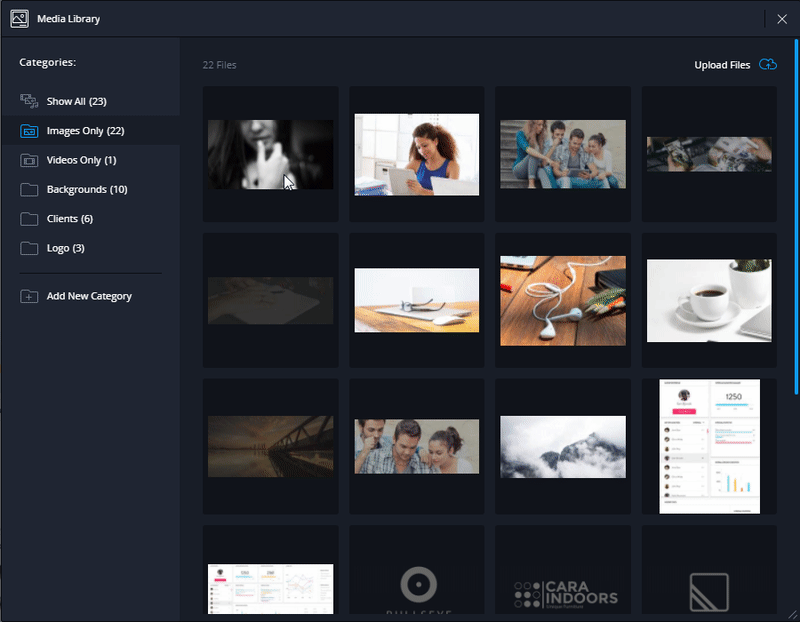 Media Library
Categories:
22 Files
Upload Files
Show All (23)
Images Only (22)
Videos Only (1)
Backgrounds (10)
Clients (6)
Logo (3)
Add New Category
1250
CARA
INDOORS